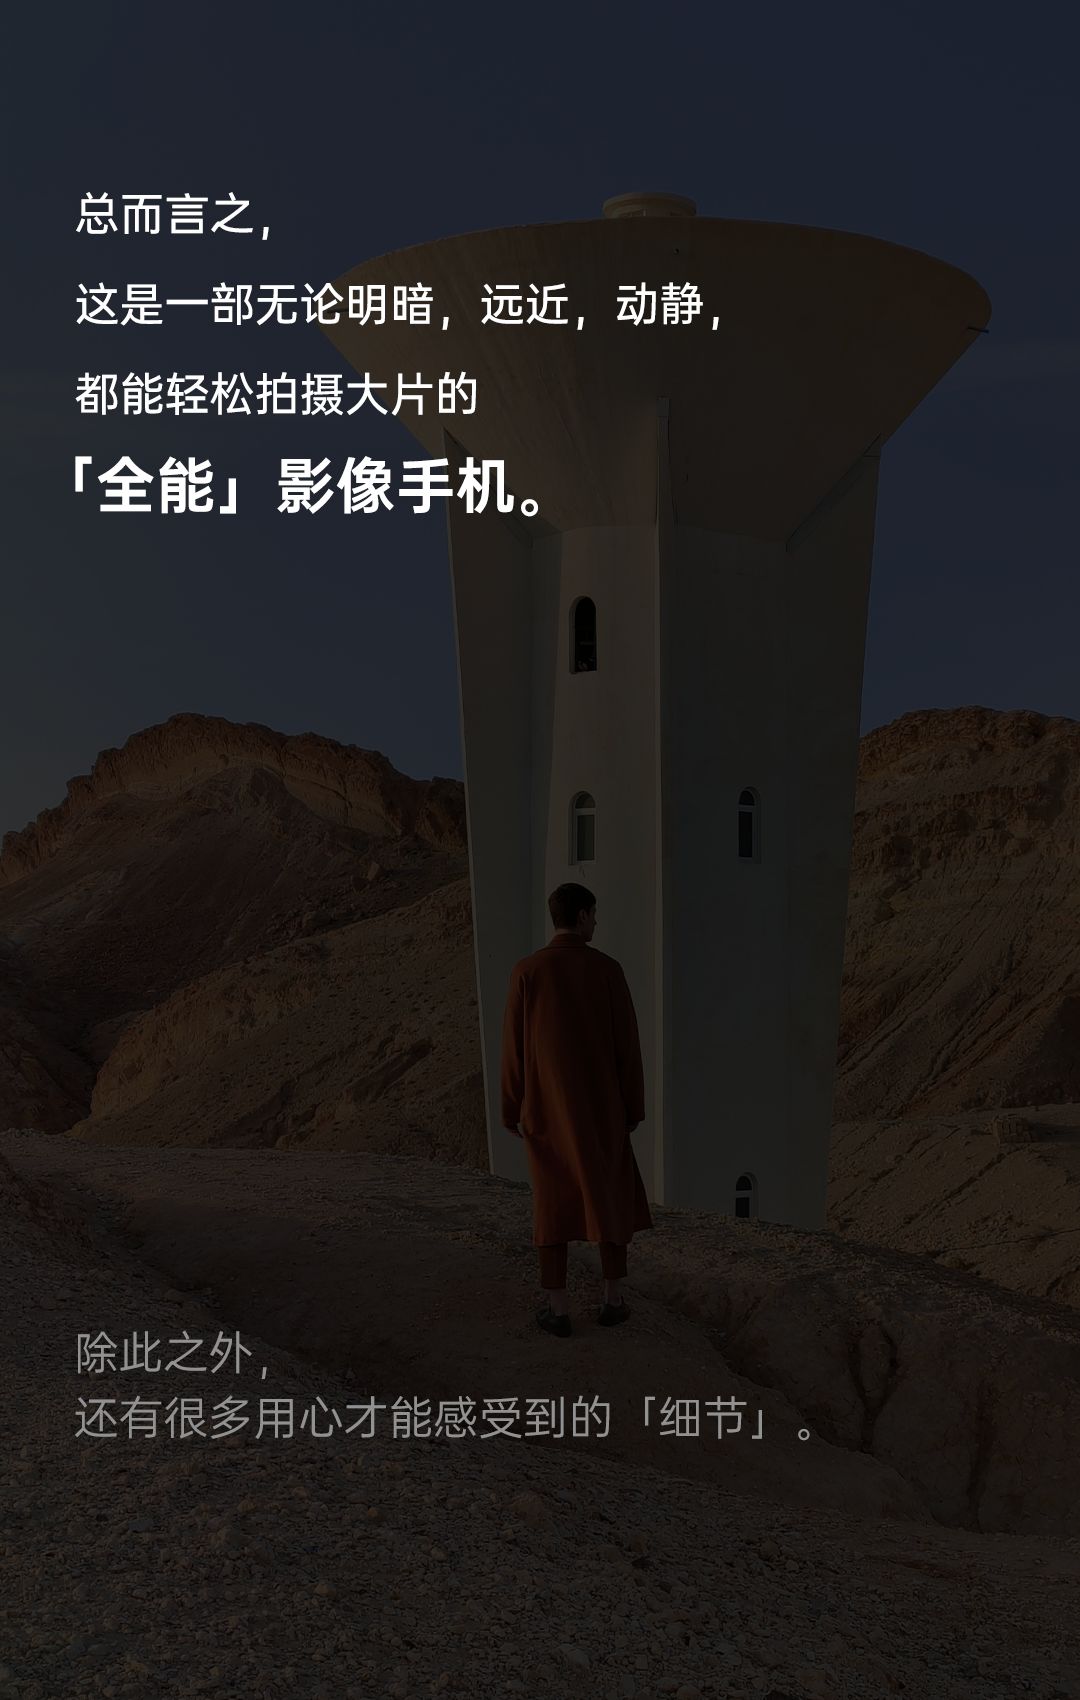 总而言之，
这是一部无论明暗，远近，动静，
都能轻松拍摄大片的
「全能」影像手机。
除此之外，
还有很多用心才能感受到的「细节」。